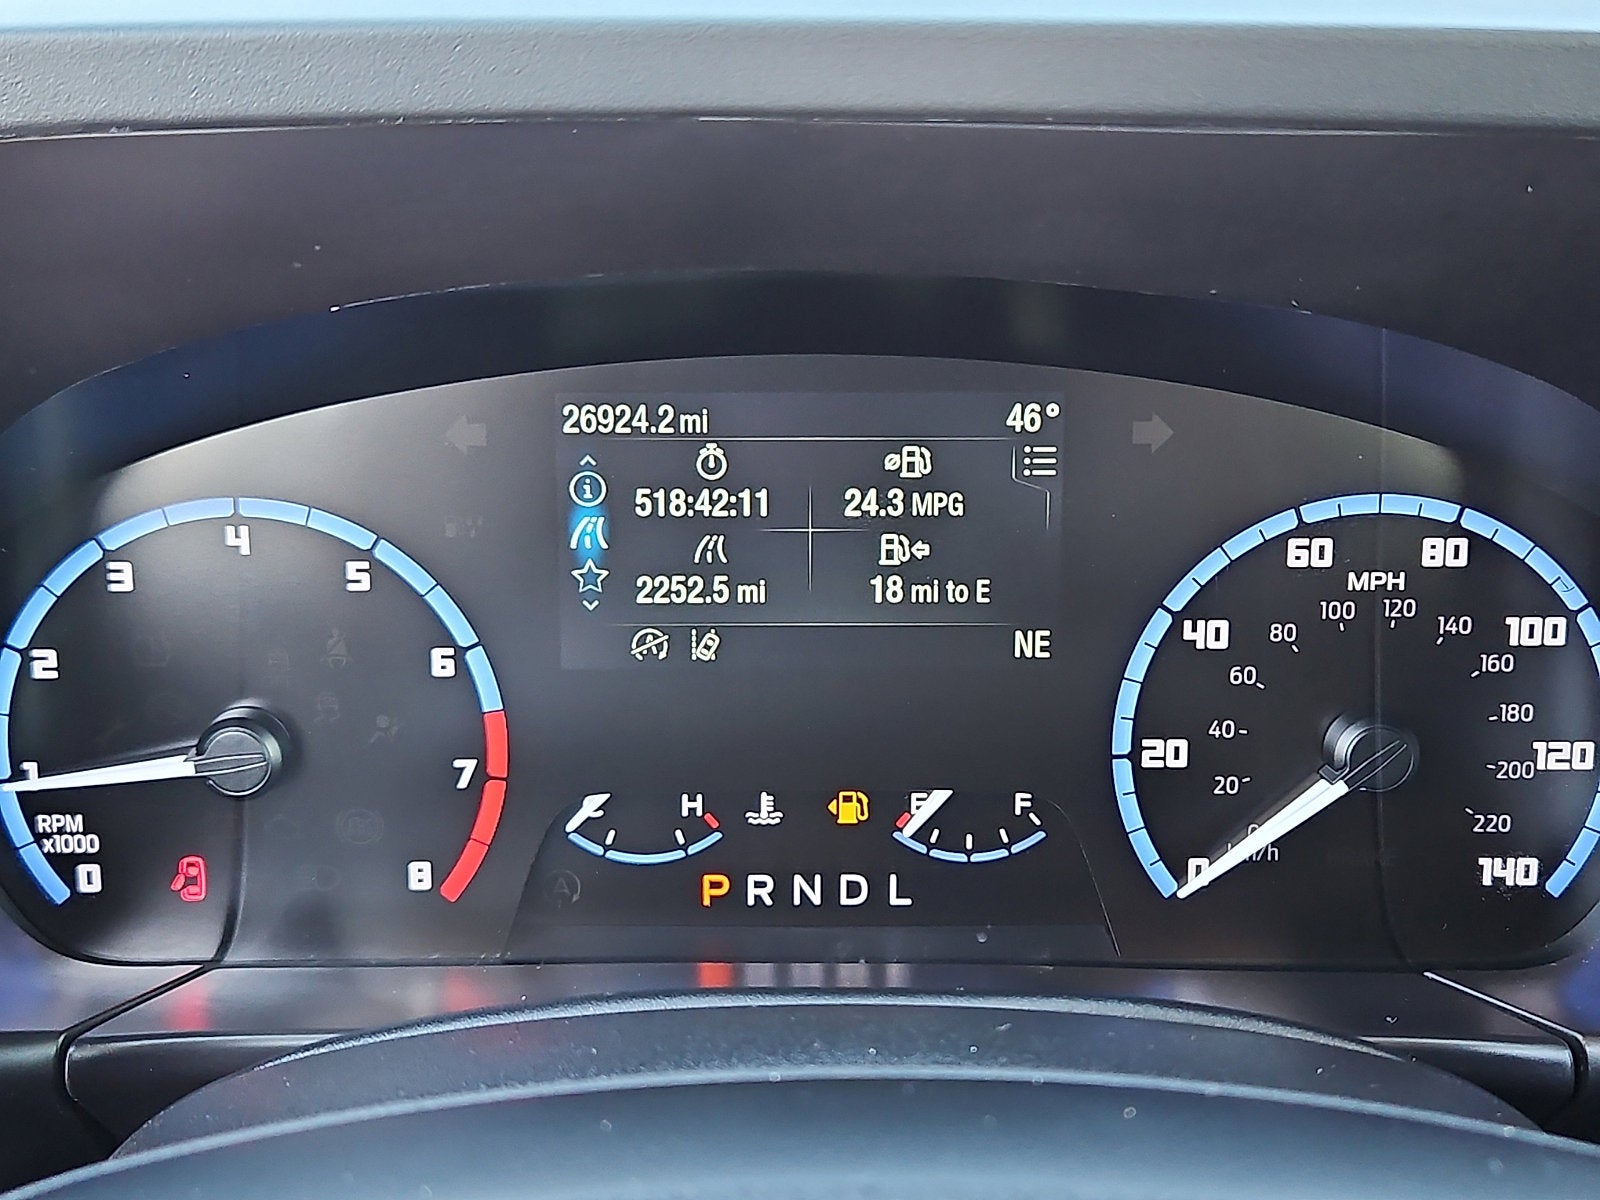 26924.2 mi 46°
518:42:11 24.3 MPG
2252.5 mi 18 mi to E
NE
0 1 2 3 4 5 6 7 8
RPM
x1000
C H
E F
P R N D L
0 20 40 60 80 100 120 140
MPH
20 40 60 80 100 120 140 160 180 200 220
km/h